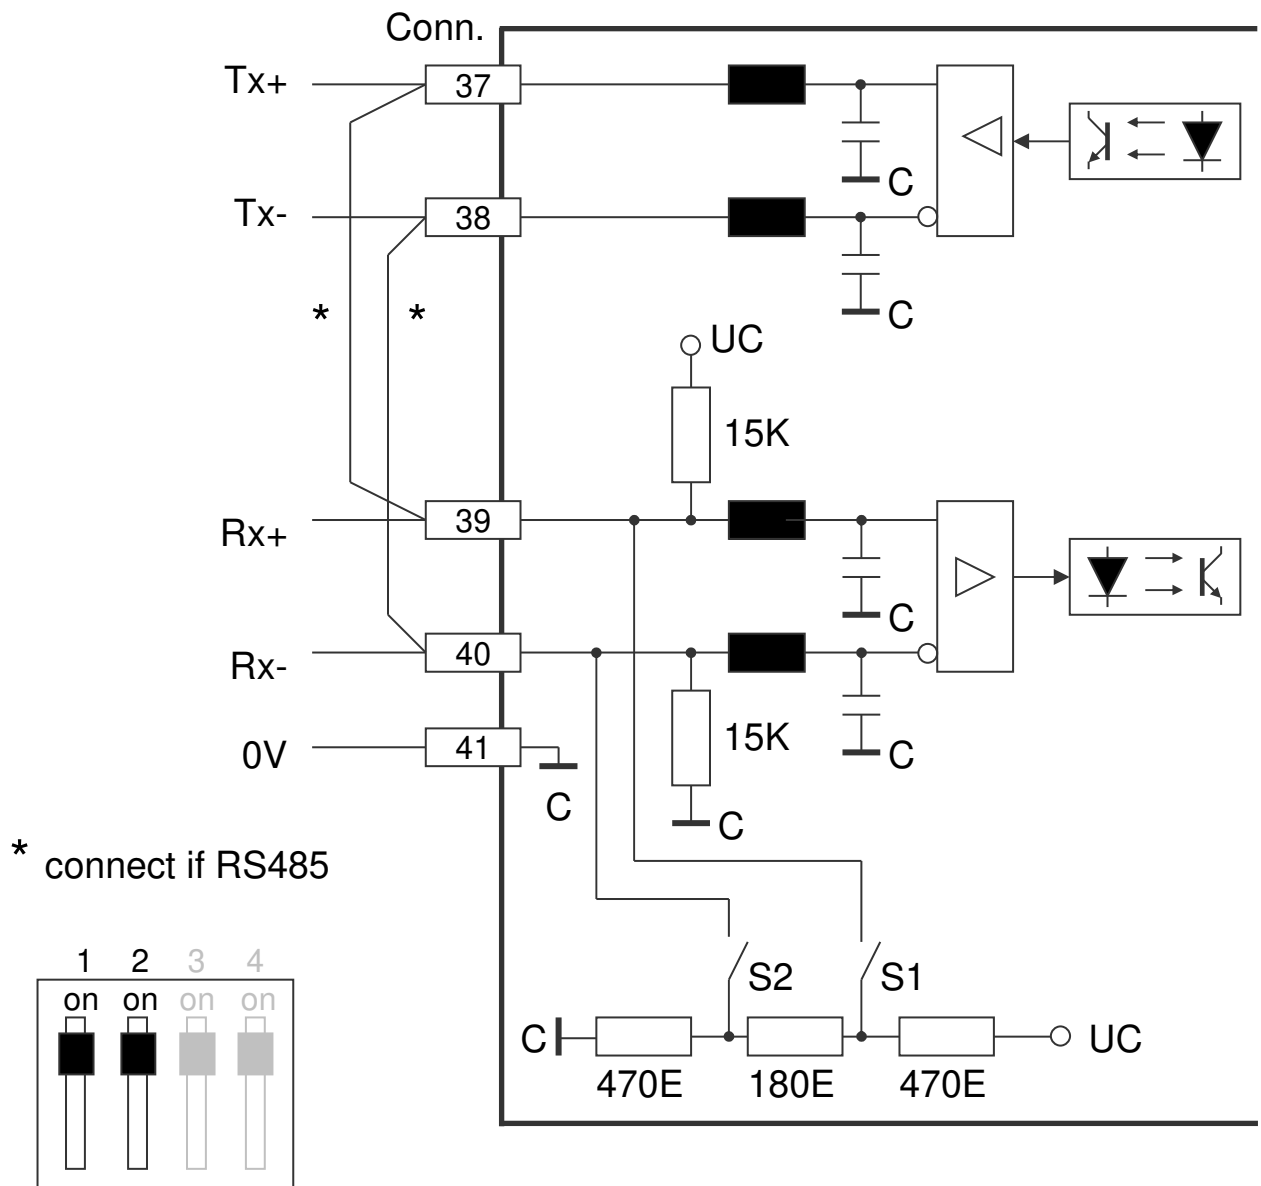 Conn.
Tx+ 37
C
Tx- 38
C
* *
UC
15K
Rx+ 39
C
Rx- 40
15K
C
0V 41
C
C
* connect if RS485
1 2 3 4
on on on on
S2 S1
C UC
470E 180E 470E